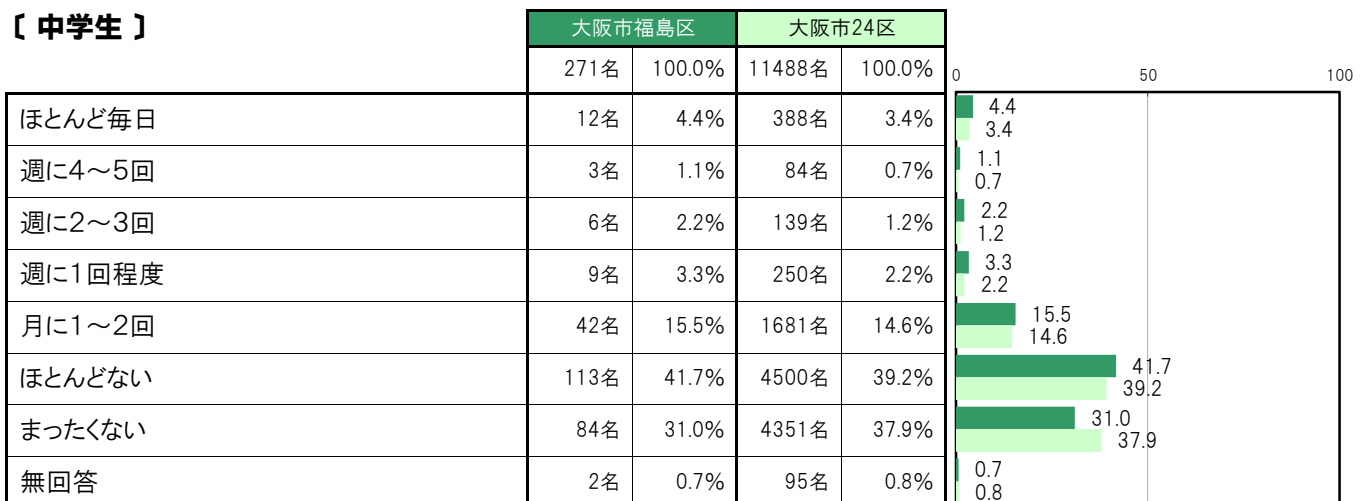 〔 中学生 〕
大阪市福島区 大阪市24区
271名 100.0% 11488名 100.0% 0 50 100
ほとんど毎日 12名 4.4% 388名 3.4% 4.4
3.4
週に4～5回 3名 1.1% 84名 0.7% 1.1
0.7
週に2～3回 6名 2.2% 139名 1.2% 2.2
1.2
週に1回程度 9名 3.3% 250名 2.2% 3.3
2.2
月に1～2回 42名 15.5% 1681名 14.6% 15.5
14.6
ほとんどない 113名 41.7% 4500名 39.2% 41.7
39.2
まったくない 84名 31.0% 4351名 37.9% 31.0
37.9
無回答 2名 0.7% 95名 0.8% 0.7
0.8